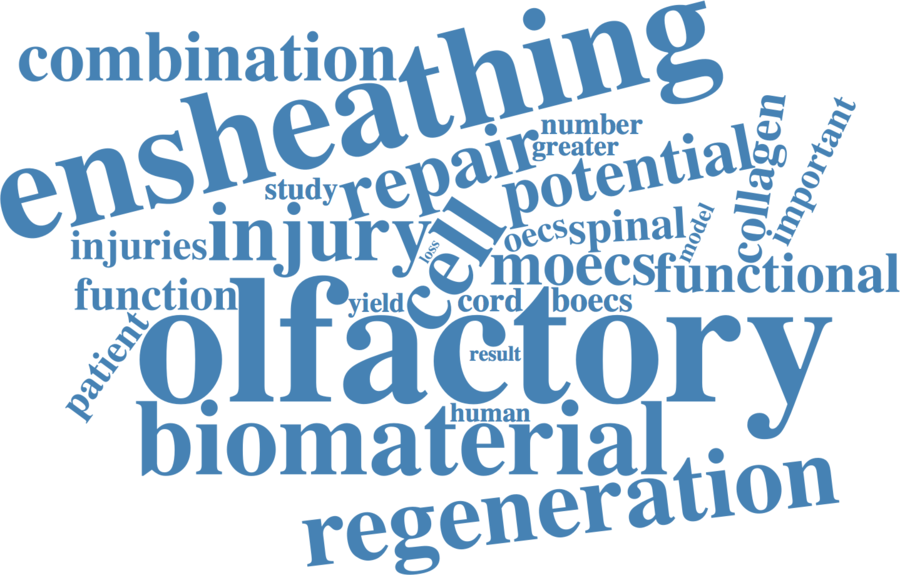 combination
ensheathing
number
greater
repair
study
potential
collagen
important
injuries
injury
cell
loss
oecs
spinal
model
moecs
functional
function
yield
cord
boecs
patient
olfactory
result
human
biomaterial
regeneration